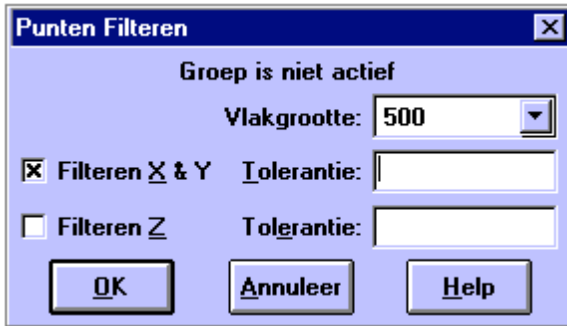 Punten Filteren
Groep is niet actief
Vlakgrootte: 500
Filteren X & Y Tolerantie:
Filteren Z Tolerantie:
OK Annuleer Help